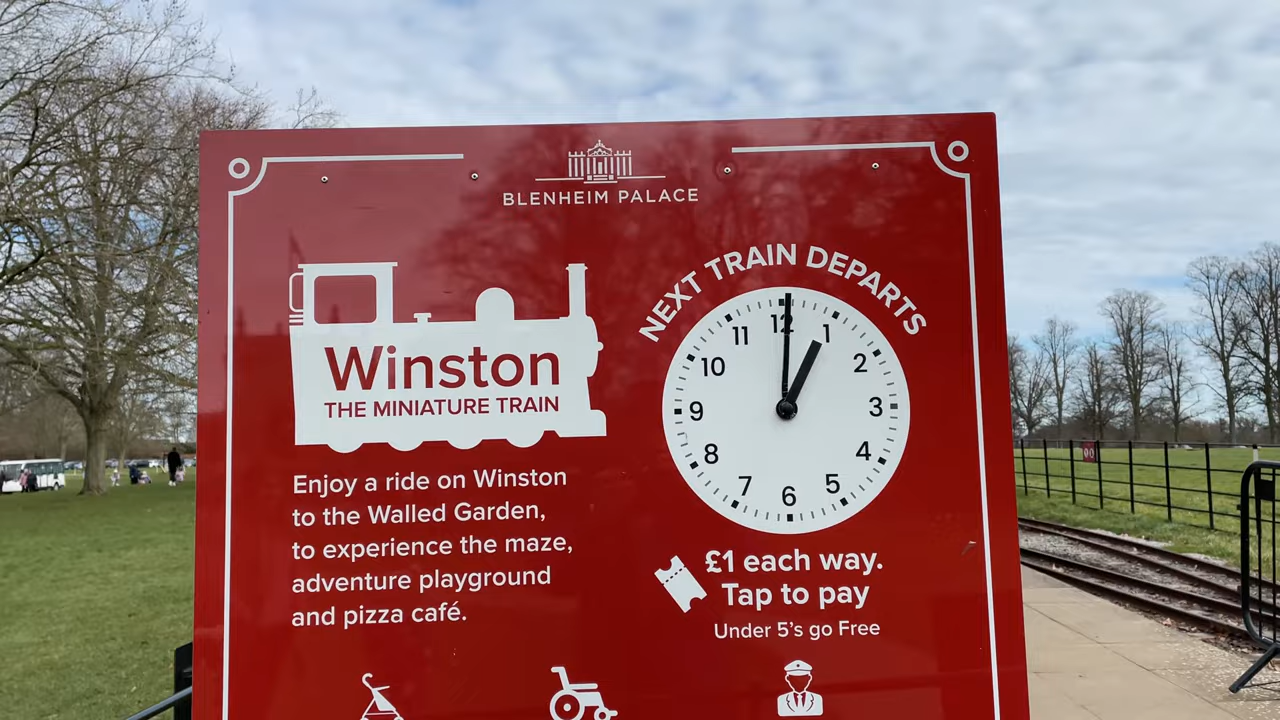 BLENHEIM PALACE
Winston
THE MINIATURE TRAIN
Enjoy a ride on Winston
to the Walled Garden,
to experience the maze,
adventure playground
and pizza café.
NEXT TRAIN DEPARTS
12
1
2
3
4
5
6
7
8
9
10
11
£1 each way.
Tap to pay
Under 5's go Free